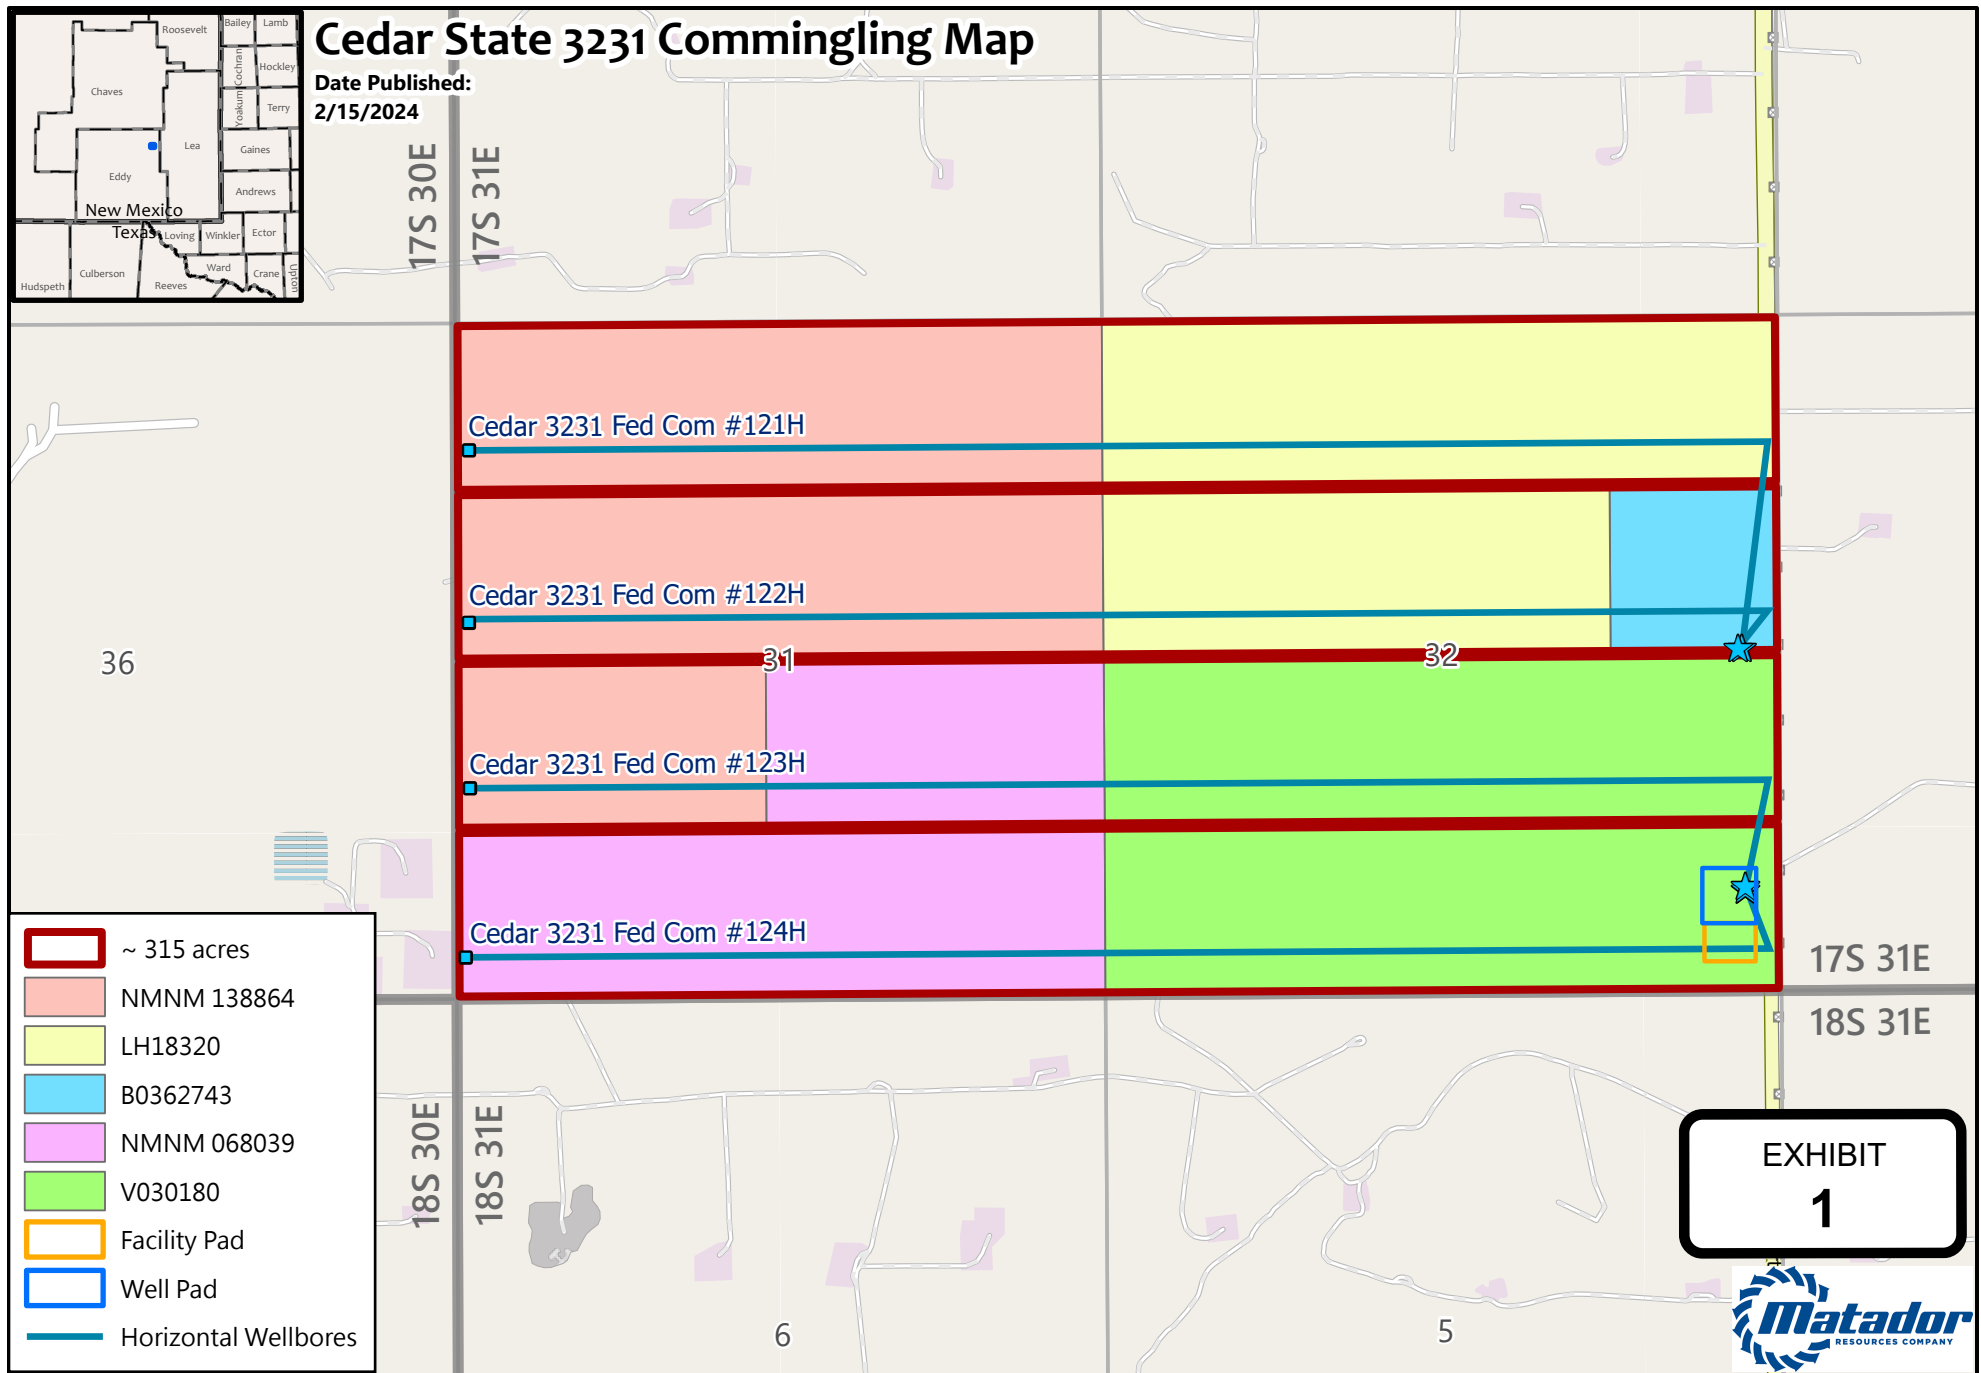 Cedar State 3231 Commingling Map
Date Published:
2/15/2024
Roosevelt
Bailey
Lamb
Cochran
Hockley
Chaves
Yoakum
Terry
Lea
Gaines
Eddy
Andrews
New Mexico
Texas
Loving
Winkler
Ector
Culberson
Ward
Crane
Upton
Hudspeth
Reeves
17S 30E
17S 31E
Cedar 3231 Fed Com #121H
Cedar 3231 Fed Com #122H
36
31
32
Cedar 3231 Fed Com #123H
Cedar 3231 Fed Com #124H
17S 31E
18S 31E
18S 30E
18S 31E
6
5
~ 315 acres
NMNM 138864
LH18320
B0362743
NMNM 068039
V030180
Facility Pad
Well Pad
Horizontal Wellbores
EXHIBIT
1
Matador
RESOURCES COMPANY